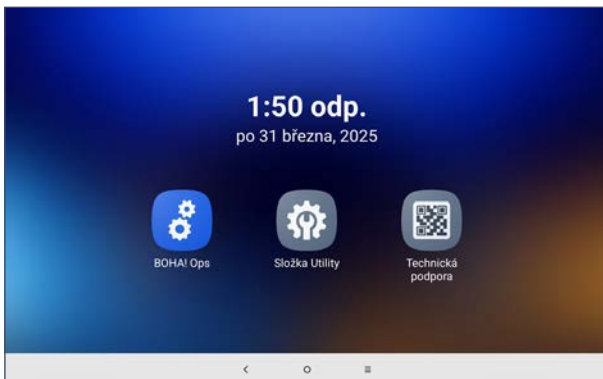 1:50 odp.
po 31 března, 2025
BOHA! Ops
Složka Utility
Technická
podpora